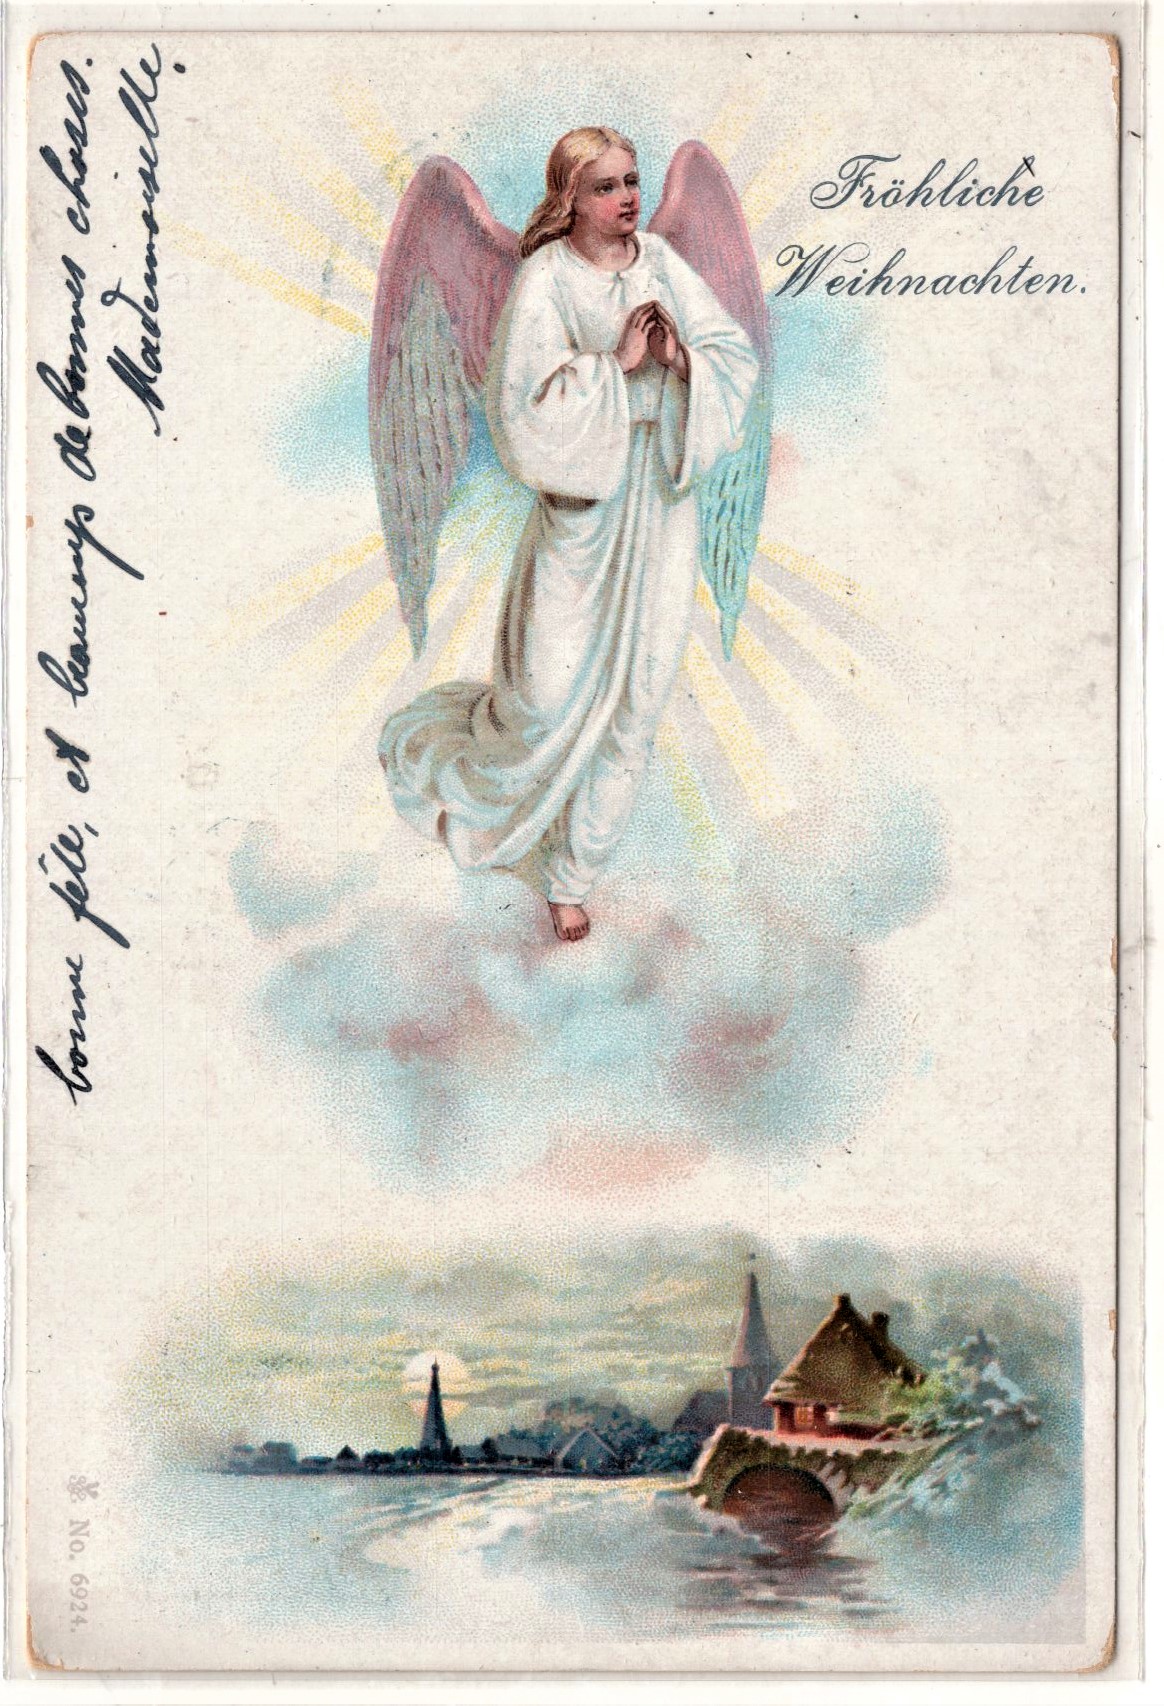 Fröhliche
Weihnachten.
bonne fête, et beaucoup de bonnes choses.
Mademoiselle
No. 6924.